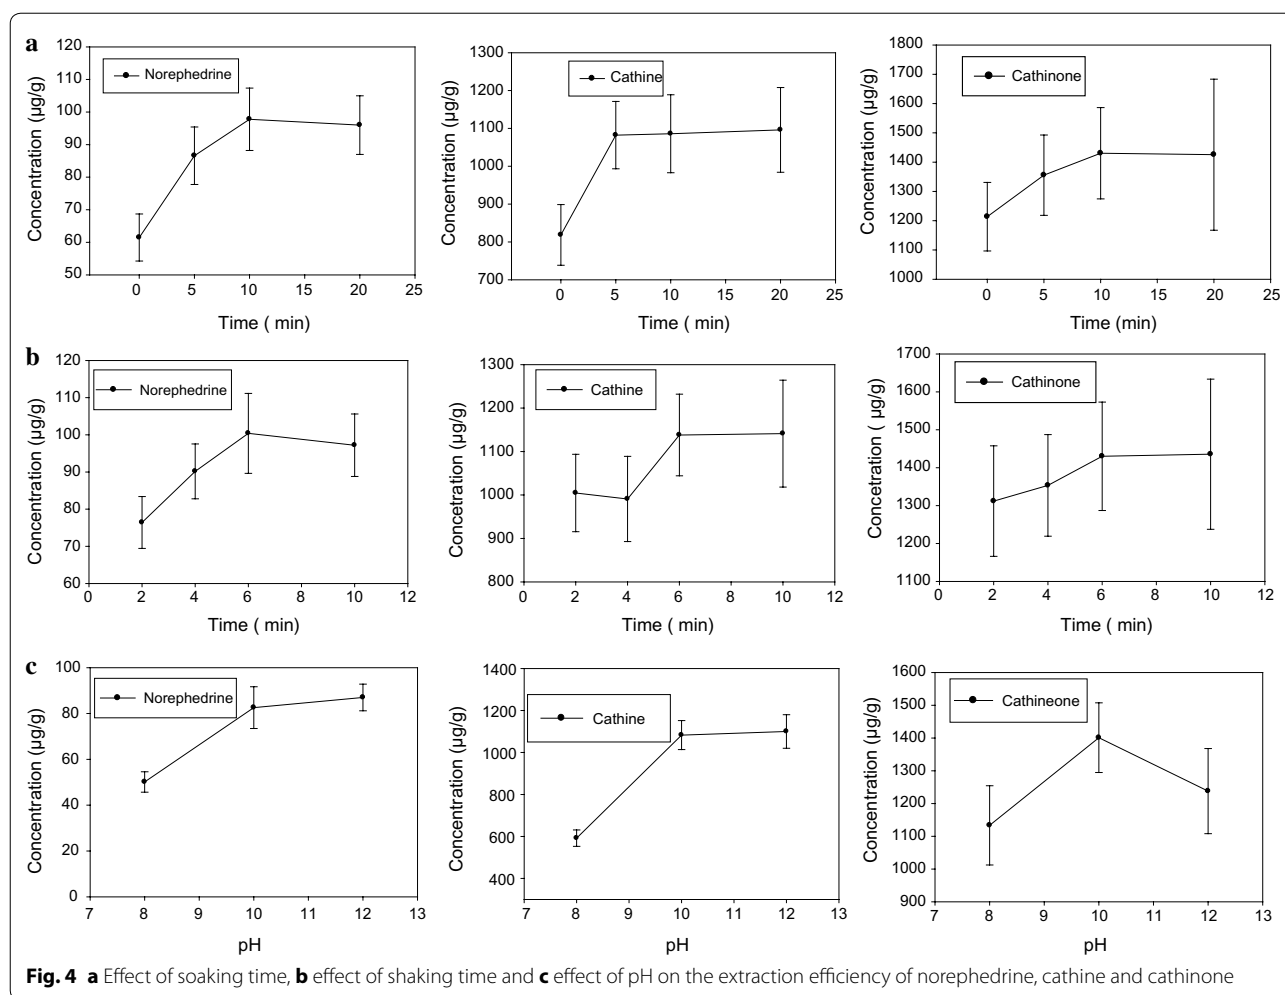 a
Norephedrine
Concentration (µg/g)
120
110
100
90
80
70
60
50
0 5 10 15 20 25
Time ( min)
Cathine
Concentration (µg/g)
1300
1200
1100
1000
900
800
700
0 5 10 15 20 25
Time ( min)
Cathinone
Concentration (µg/g)
1800
1700
1600
1500
1400
1300
1200
1100
1000
0 5 10 15 20 25
Time (min)
b
Norephedrine
Concentration (µg/g)
120
110
100
90
80
70
60
0 2 4 6 8 10 12
Time ( min)
Cathine
Concetration (µg/g)
1300
1200
1100
1000
900
800
0 2 4 6 8 10 12
Time ( min)
Cathinone
Concetration ( µg/g)
1700
1600
1500
1400
1300
1200
1100
0 2 4 6 8 10 12
Time (min)
c
Norephedrine
Concentration (µg/g)
100
80
60
40
20
0
7 8 9 10 11 12 13
pH
Cathine
Concentration (µg/g)
1400
1200
1000
800
600
400
7 8 9 10 11 12 13
pH
Cathineone
Concentration (µg/g)
1600
1500
1400
1300
1200
1100
1000
900
7 8 9 10 11 12 13
pH
Fig. 4 a Effect of soaking time, b effect of shaking time and c effect of pH on the extraction efficiency of norephedrine, cathine and cathinone